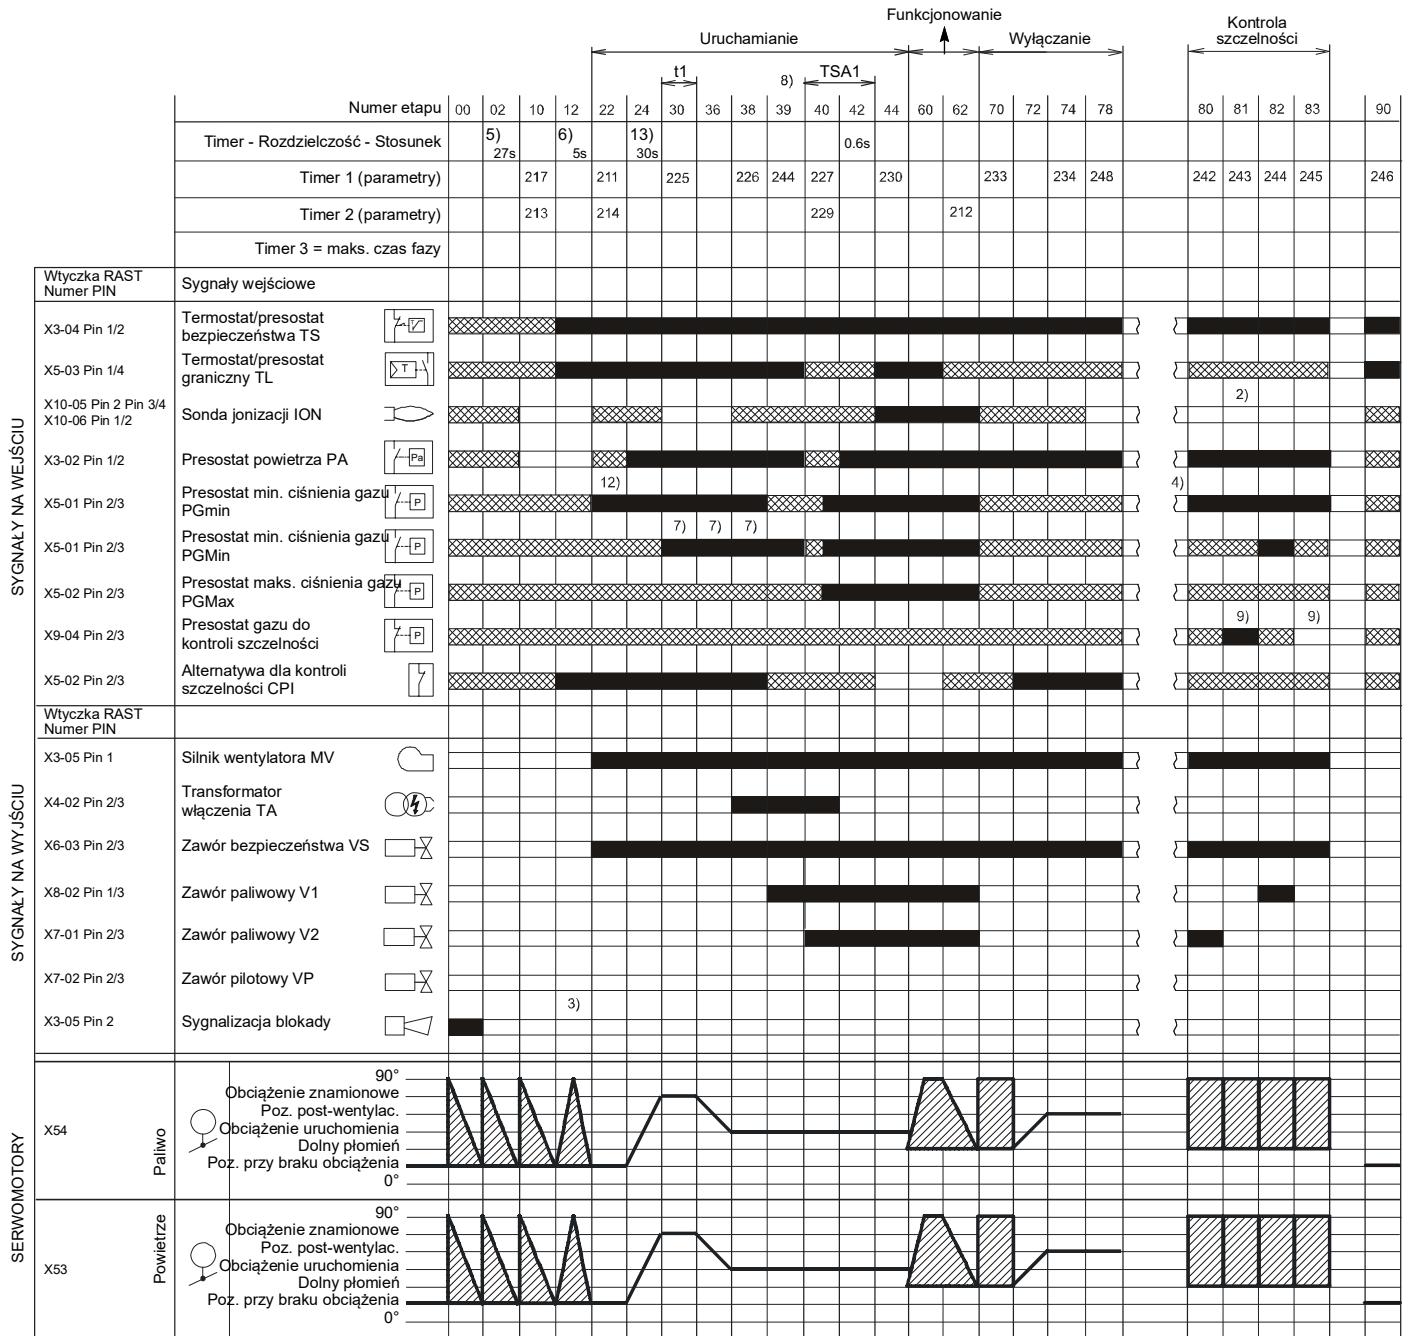 Funkcjonowanie
Uruchamianie
Wyłączanie
Kontrola
szczelności
t1
8)
TSA1
Numer etapu 00 02 10 12 22 24 30 36 38 39 40 42 44 60 62 70 72 74 78 80 81 82 83 90
Timer - Rozdzielczość - Stosunek 5) 27s 6) 5s 13) 30s 0.6s
Timer 1 (parametry) 217 211 225 226 244 227 230 233 234 248 242 243 244 245 246
Timer 2 (parametry) 213 214 229 212
Timer 3 = maks. czas fazy
Wtyczka RAST
Numer PIN
Sygnały wejściowe
SYGNAŁY NA WEJŚCIU
X3-04 Pin 1/2
Termostat/presostat
bezpieczeństwa TS
X5-03 Pin 1/4
Termostat/presostat
graniczny TL
T
2)
X10-05 Pin 2 Pin 3/4
X10-06 Pin 1/2
Sonda jonizacji ION
X3-02 Pin 1/2
Presostat powietrza PA
Pa
12)
4)
X5-01 Pin 2/3
Presostat min. ciśnienia gazu
PGmin
P
7) 7) 7)
X5-01 Pin 2/3
Presostat min. ciśnienia gazu
PGMin
P
X5-02 Pin 2/3
Presostat maks. ciśnienia gazu
PGMax
P
9) 9)
X9-04 Pin 2/3
Presostat gazu do
kontroli szczelności
P
X5-02 Pin 2/3
Alternatywa dla kontroli
szczelności CPI
Wtyczka RAST
Numer PIN
SYGNAŁY NA WYJŚCIU
X3-05 Pin 1
Silnik wentylatora MV
X4-02 Pin 2/3
Transformator
włączenia TA
X6-03 Pin 2/3
Zawór bezpieczeństwa VS
X8-02 Pin 1/3
Zawór paliwowy V1
X7-01 Pin 2/3
Zawór paliwowy V2
X7-02 Pin 2/3
Zawór pilotowy VP
3)
X3-05 Pin 2
Sygnalizacja blokady
SERWOMOTORY
X54
Paliwo
90°
Obciążenie znamionowe
Poz. post-wentylac.
Obciążenie uruchomienia
Dolny płomień
Poz. przy braku obciążenia
0°
X53
Powietrze
90°
Obciążenie znamionowe
Poz. post-wentylac.
Obciążenie uruchomienia
Dolny płomień
Poz. przy braku obciążenia
0°